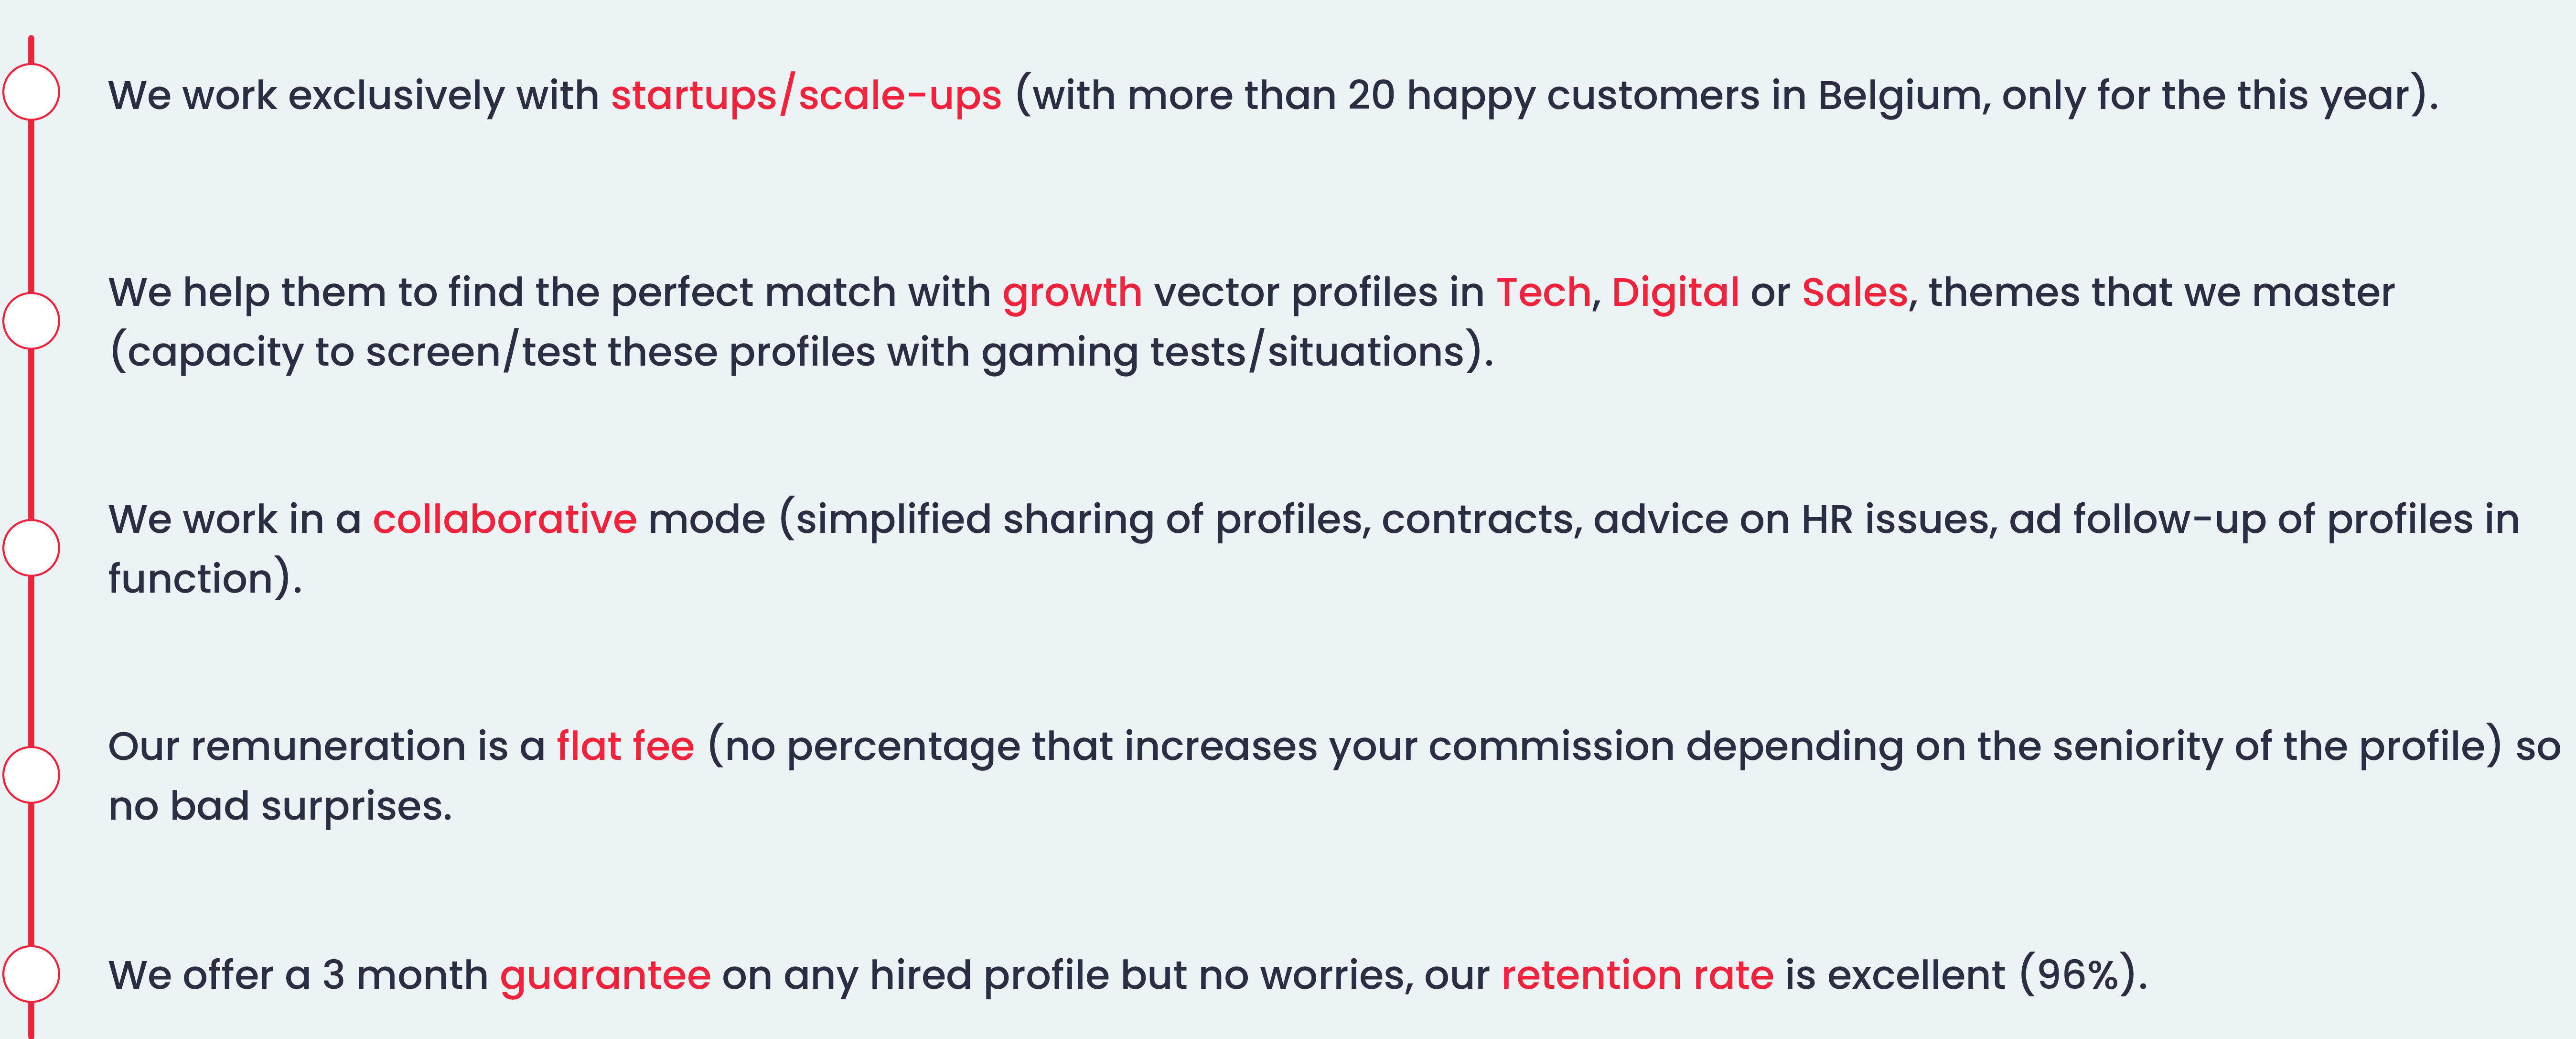 We work exclusively with startups/scale-ups (with more than 20 happy customers in Belgium, only for the this year).
We help them to find the perfect match with growth vector profiles in Tech, Digital or Sales, themes that we master
(capacity to screen/test these profiles with gaming tests/situations).
We work in a collaborative mode (simplified sharing of profiles, contracts, advice on HR issues, ad follow-up of profiles in
function).
Our remuneration is a flat fee (no percentage that increases your commission depending on the seniority of the profile) so
no bad surprises.
We offer a 3 month guarantee on any hired profile but no worries, our retention rate is excellent (96%).